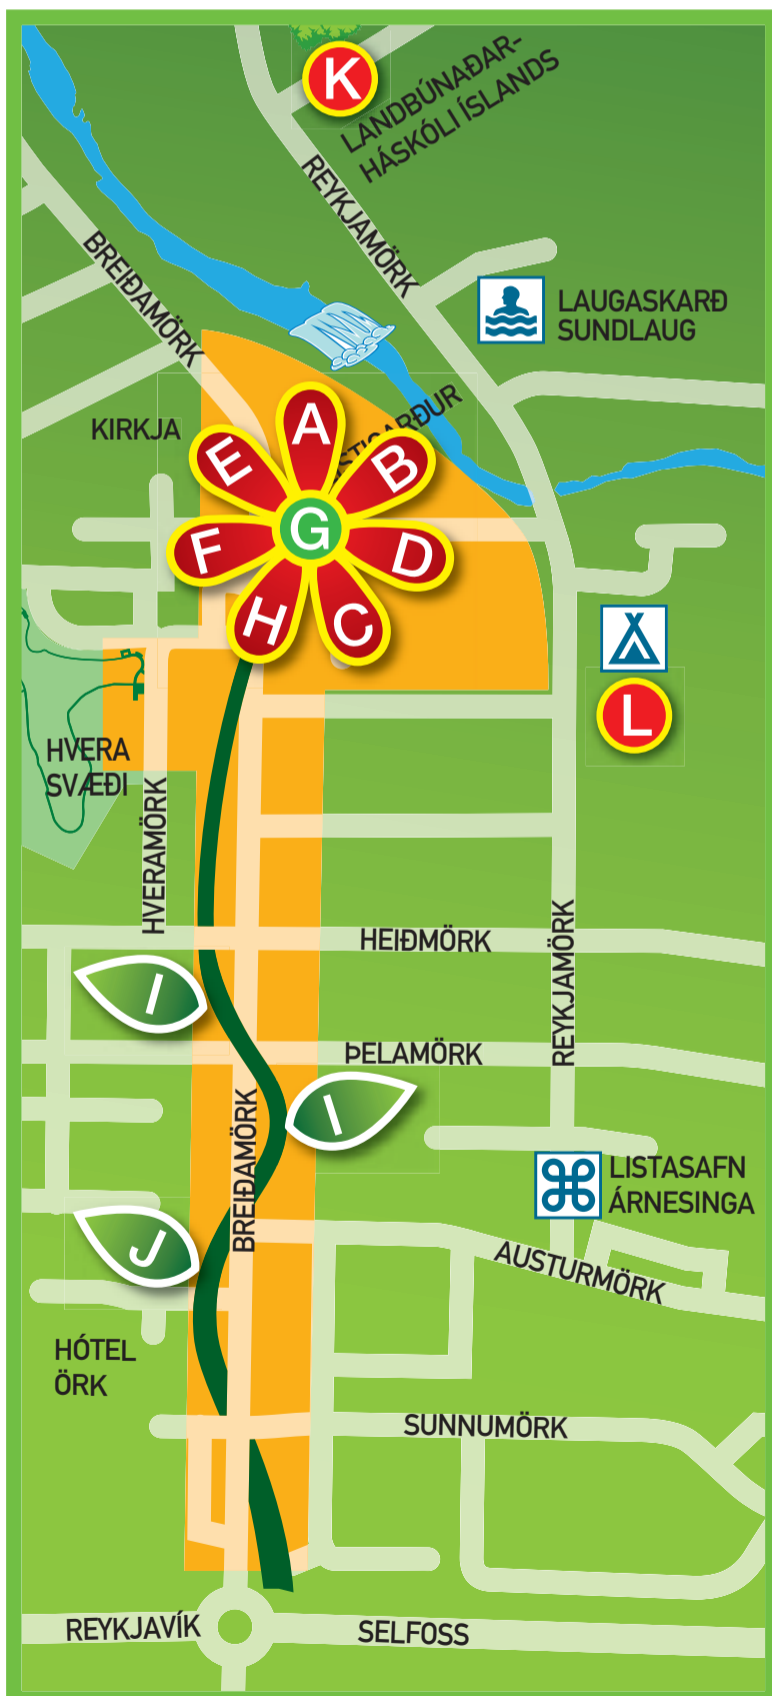 K
LANDBÚNAÐAR-
HÁSKÓLI ÍSLANDS
REYKJAMÖRK
BREIÐAMÖRK
LAUGASKARÐ
SUNDLAUG
KIRKJA
A
E
B
G
F
D
H
C
L
HVERA
SVÆÐI
HVERAMÖRK
HEIÐMÖRK
REYKJAMÖRK
I
ÞELAMÖRK
I
BREIÐAMÖRK
LISTASAFN
ÁRNESINGA
J
AUSTURMÖRK
HÓTEL
ÖRK
SUNNUMÖRK
REYKJAVÍK
SELFOSS